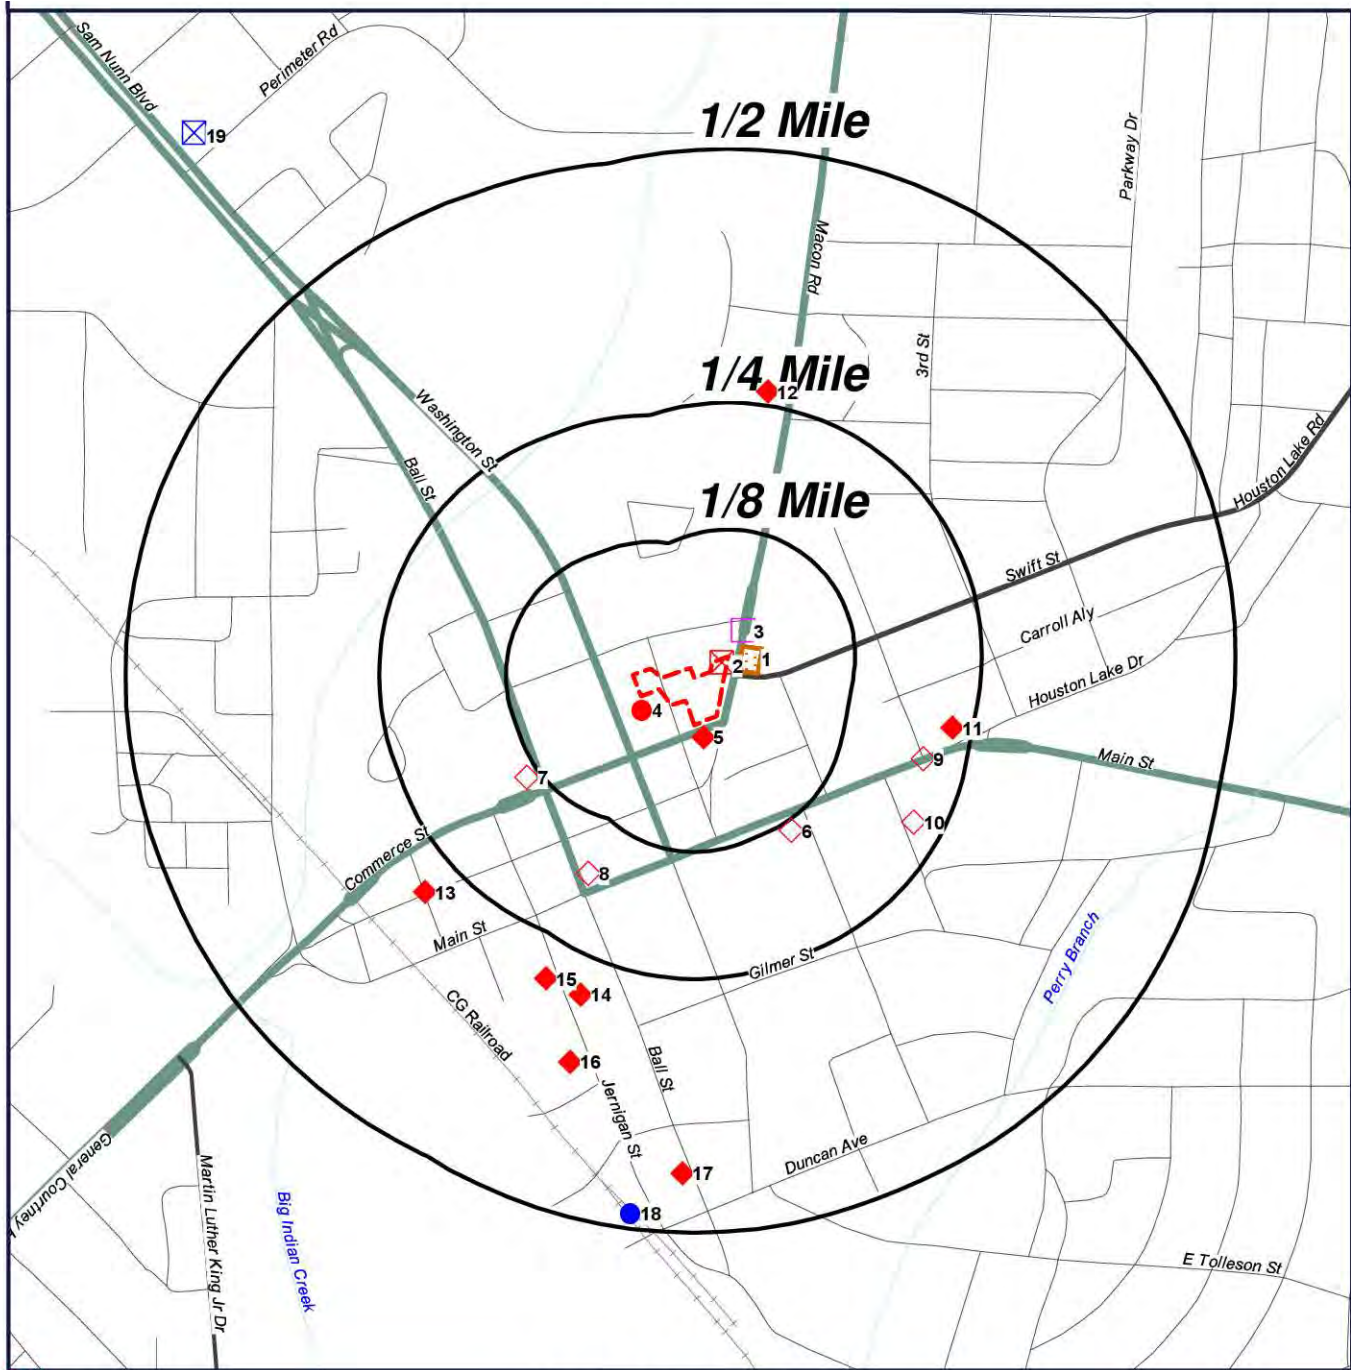 Sam Nunn Blvd
Perimeter Rd
19
1/2 Mile
Parkway Dr
Macon Rd
3rd St
1/4 Mile
12
Washington St
Ball St
1/8 Mile
Houston Lake Rd
Swift St
Carroll Aly
Houston Lake Dr
3
2
1
4
5
11
9
Main St
7
10
6
8
Commerce St
13
Main St
Gilmer St
Perry Branch
15
14
CG Railroad
16
Ball St
Jernigan St
General Courtney
Martin Luther King Jr Dr
Duncan Ave
17
18
Big Indian Creek
E Tolleson St